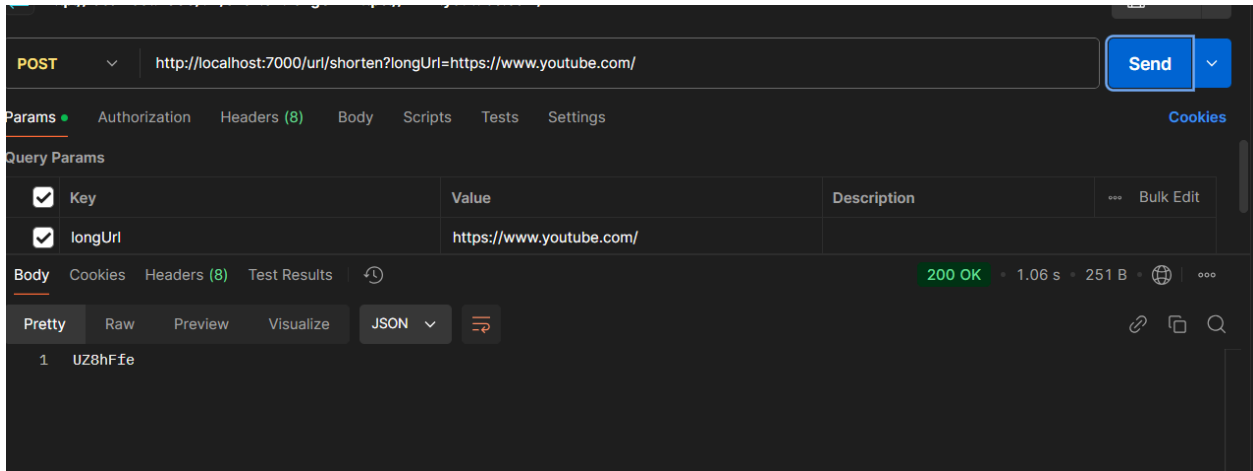 POST http://localhost:7000/url/shorten?longUrl=https://www.youtube.com/ Send
Params Authorization Headers (8) Body Scripts Tests Settings Cookies
Query Params
Key Value Description Bulk Edit
longUrl https://www.youtube.com/
Body Cookies Headers (8) Test Results 200 OK 1.06 s 251 B
Pretty Raw Preview Visualize JSON
1 UZ8hFfe